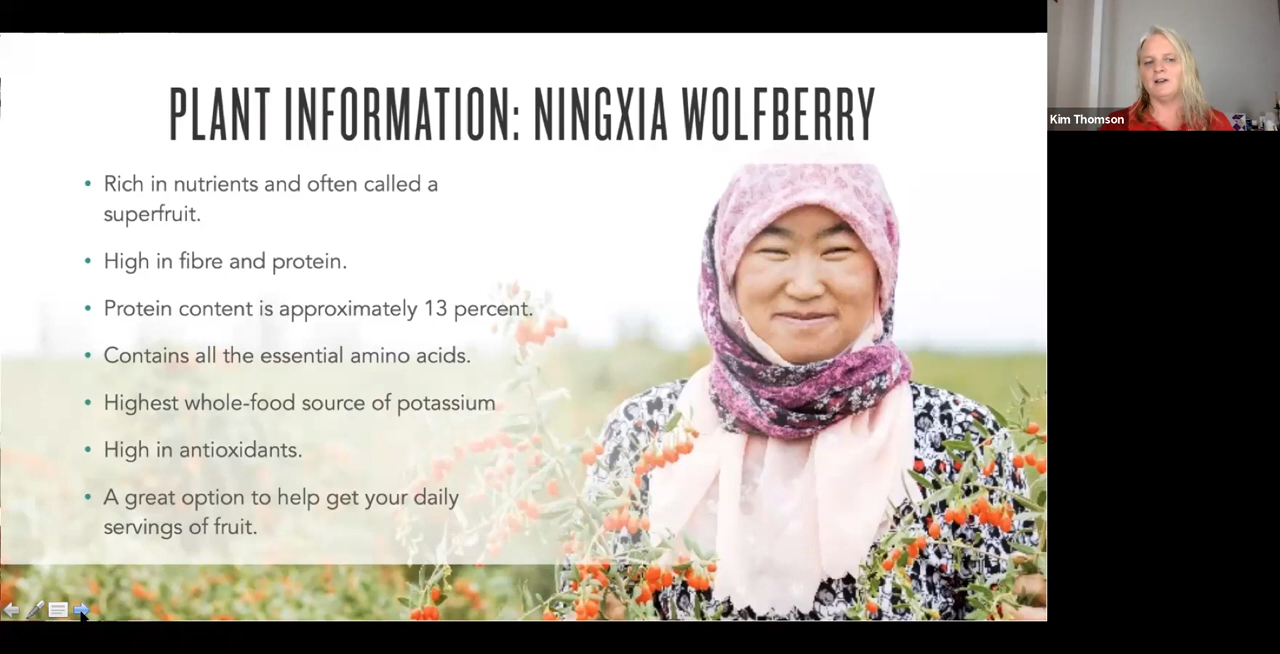 PLANT INFORMATION: NINGXIA WOLFBERRY
• Rich in nutrients and often called a
superfruit.
• High in fibre and protein.
• Protein content is approximately 13 percent.
• Contains all the essential amino acids.
• Highest whole-food source of potassium
• High in antioxidants.
• A great option to help get your daily
servings of fruit.
Kim Thomson